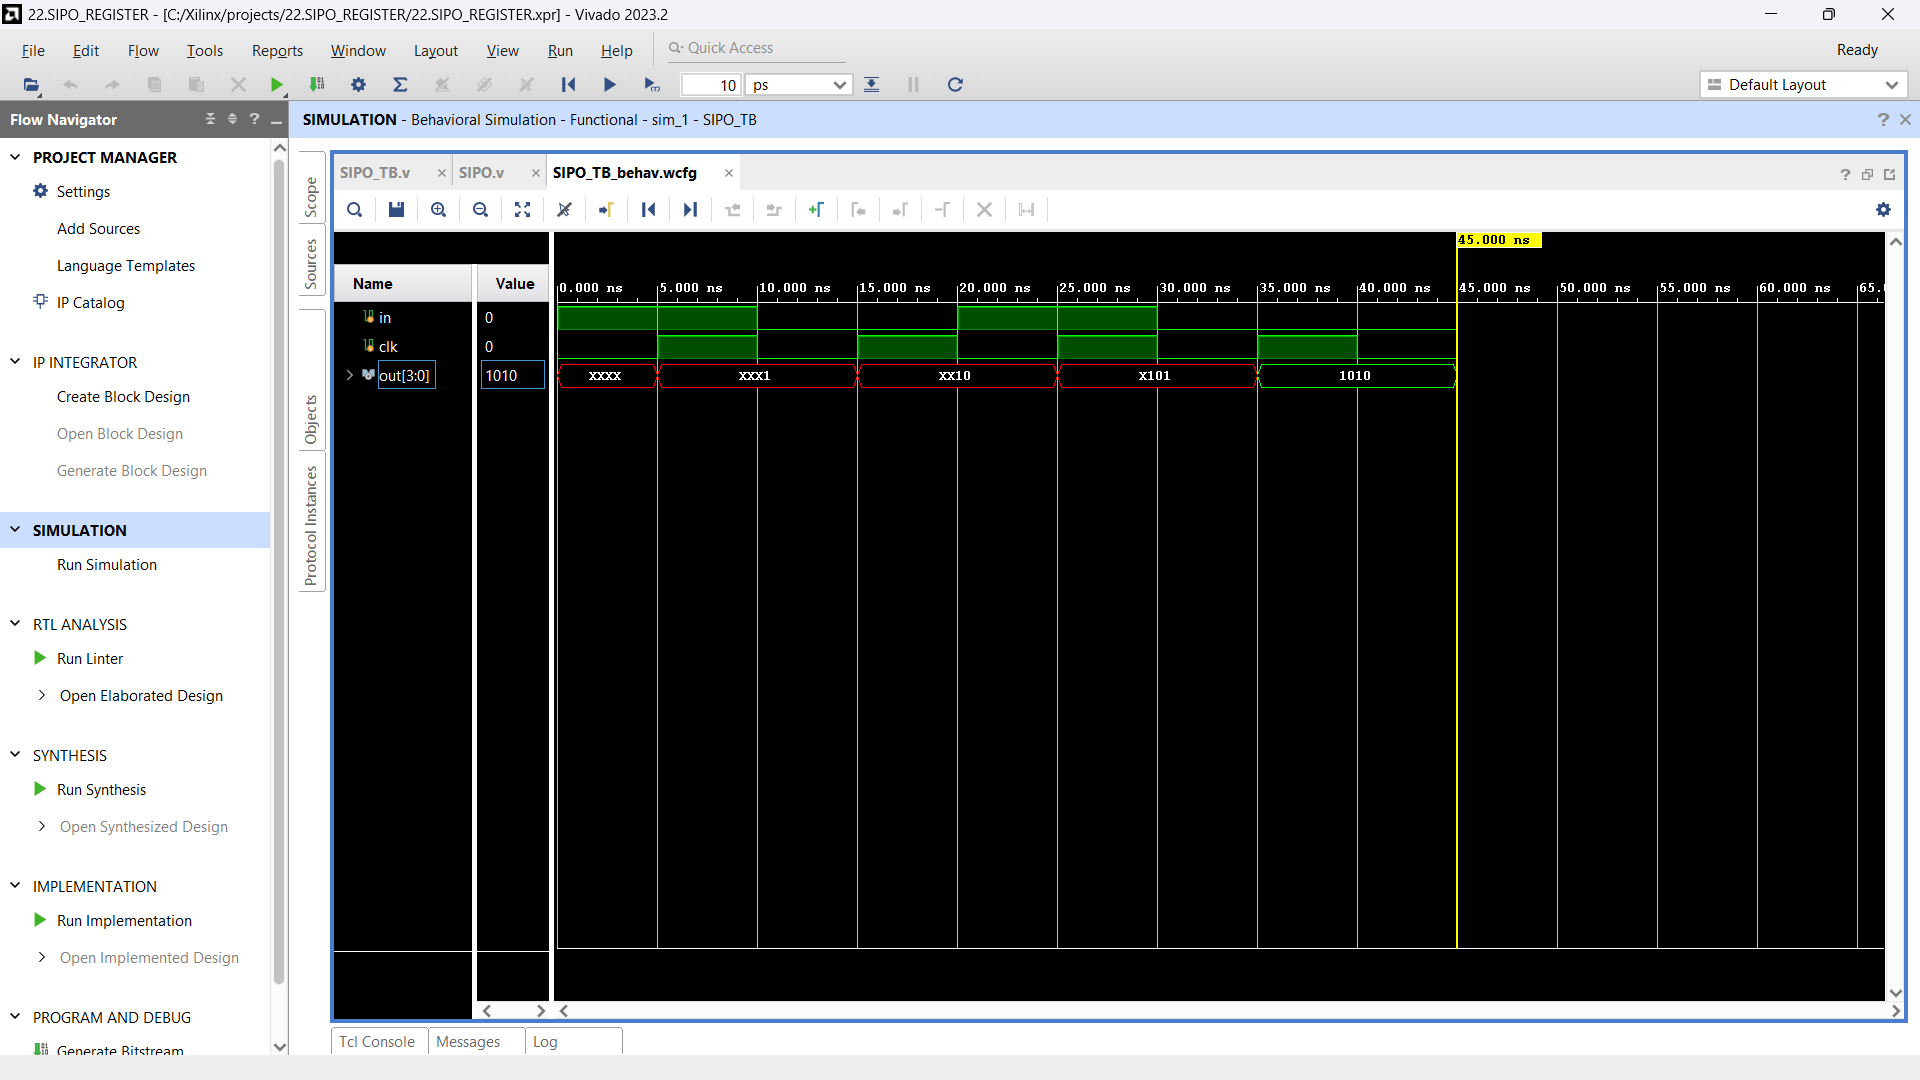 22.SIPO_REGISTER - [C:/Xilinx/projects/22.SIPO_REGISTER/22.SIPO_REGISTER.xpr] - Vivado 2023.2
File Edit Flow Tools Reports Window Layout View Run Help Quick Access Ready
10 ps Default Layout
Flow Navigator
PROJECT MANAGER
Settings
Add Sources
Language Templates
IP Catalog
IP INTEGRATOR
Create Block Design
Open Block Design
Generate Block Design
SIMULATION
Run Simulation
RTL ANALYSIS
Run Linter
Open Elaborated Design
SYNTHESIS
Run Synthesis
Open Synthesized Design
IMPLEMENTATION
Run Implementation
Open Implemented Design
PROGRAM AND DEBUG
Generate Bitstream
SIMULATION - Behavioral Simulation - Functional - sim_1 - SIPO_TB
Scope
Sources
Objects
Protocol Instances
SIPO_TB.v SIPO.v SIPO_TB_behav.wcfg
45.000 ns
Name Value 0.000 ns 5.000 ns 10.000 ns 15.000 ns 20.000 ns 25.000 ns 30.000 ns 35.000 ns 40.000 ns 45.000 ns 50.000 ns 55.000 ns 60.000 ns 65.
in 0
clk 0
out[3:0] 1010 XXXX XXX1 XX10 X101 1010
Tcl Console Messages Log